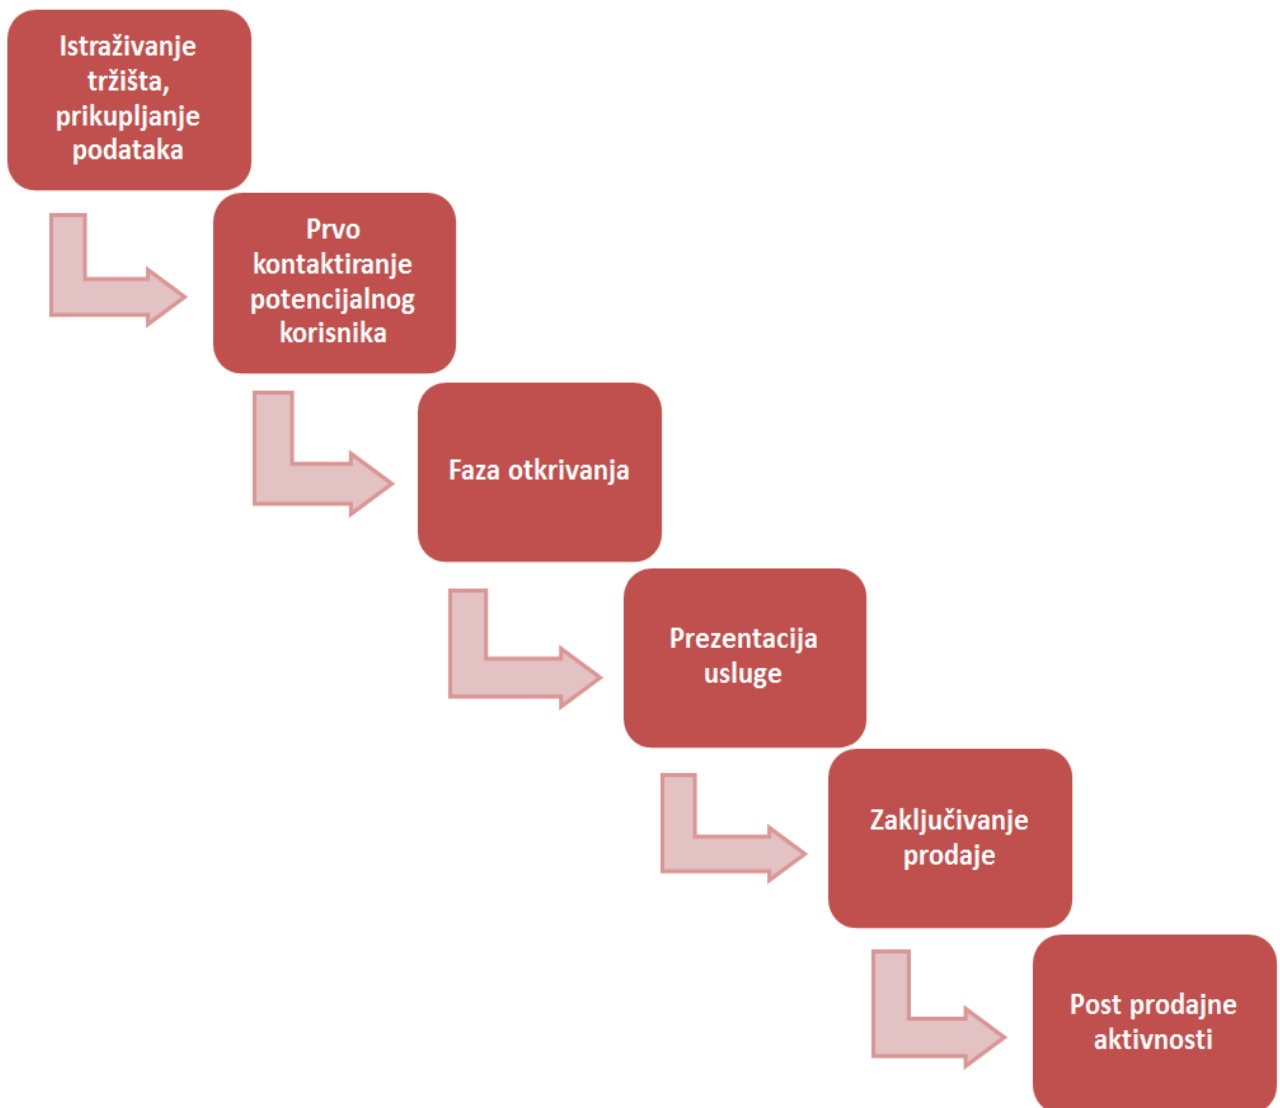 Istraživanje
tržišta,
prikupljanje
podataka
Prvo
kontaktiranje
potencijalnog
korisnika
Faza otkrivanja
Prezentacija
usluge
Zaključivanje
prodaje
Post prodajne
aktivnosti